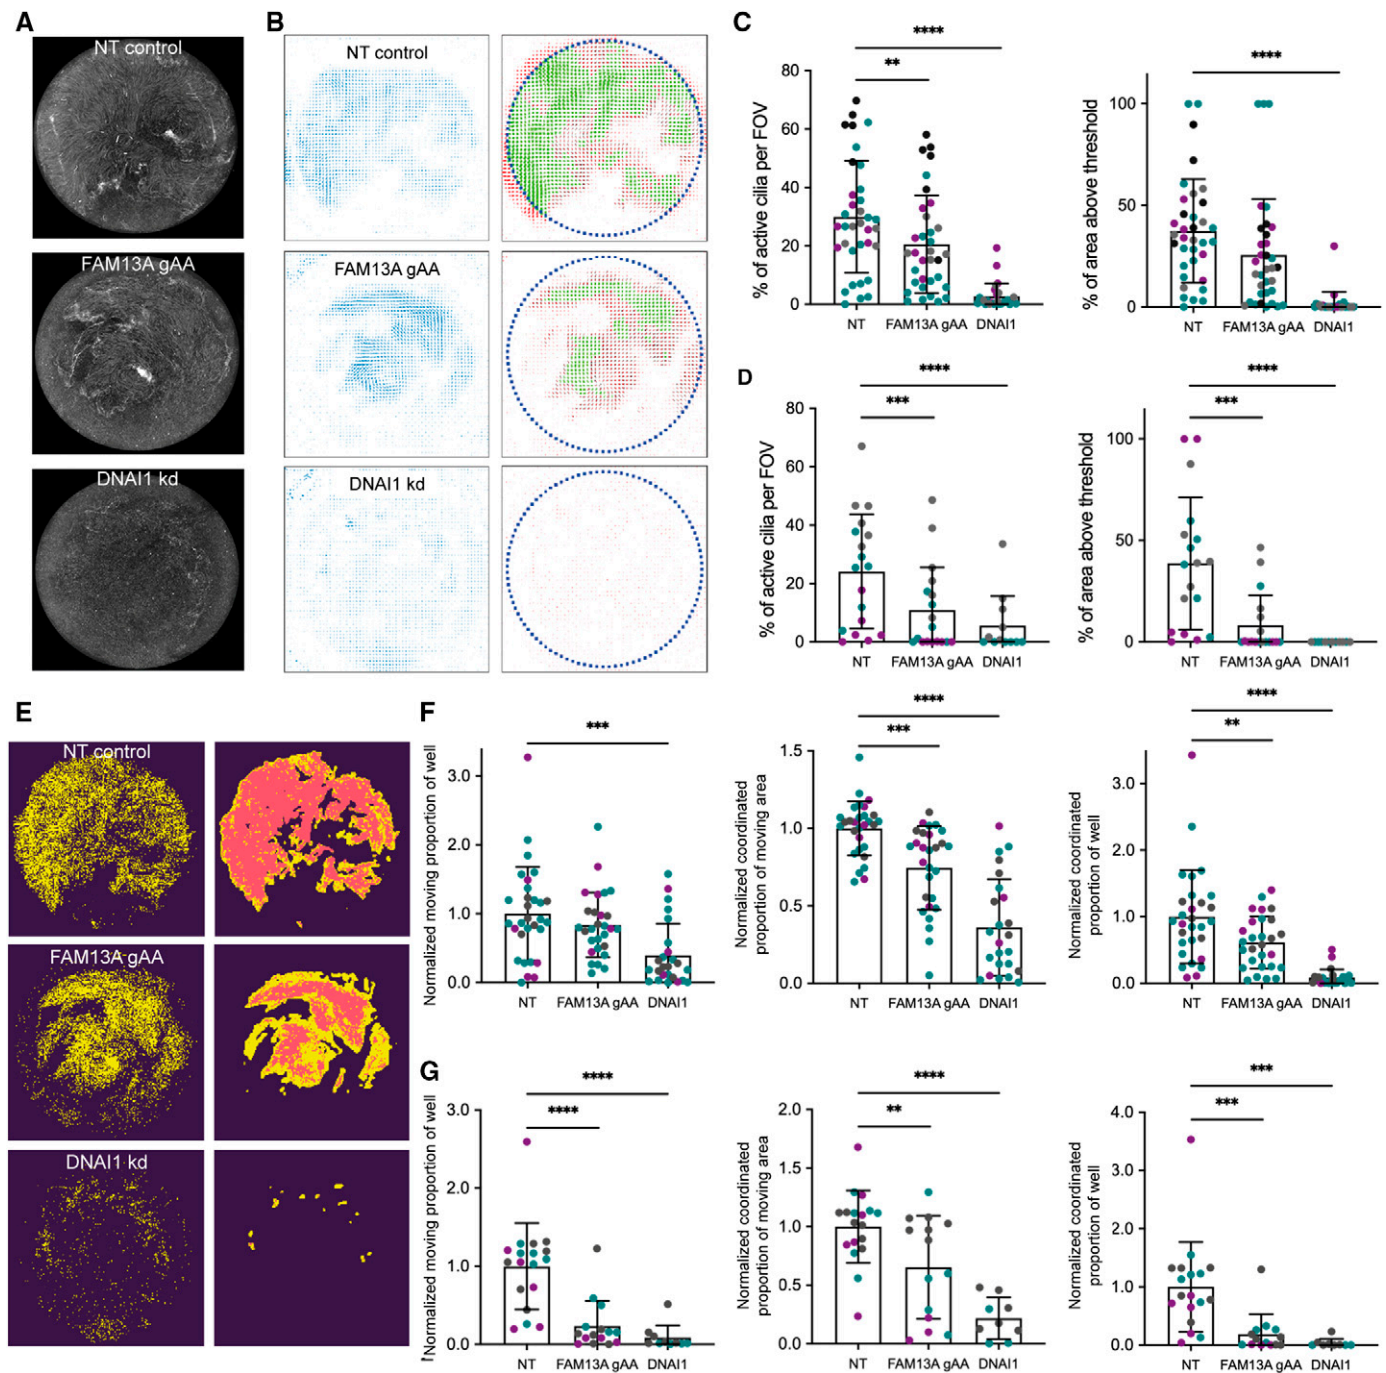 A
NT control
FAM13A gAA
DNAI1 kd
B
NT control
FAM13A gAA
DNAI1 kd
C
% of active cilia per FOV
80
60
40
20
0
**
****
NT
FAM13A gAA
DNAI1
% of area above threshold
100
50
0
****
NT
FAM13A gAA
DNAI1
D
% of active cilia per FOV
80
60
40
20
0
***
****
NT
FAM13A gAA
DNAI1
% of area above threshold
100
50
0
***
****
NT
FAM13A gAA
DNAI1
E
NT control
FAM13A gAA
DNAI1 kd
F
Normalized moving proportion of well
3.0
2.0
1.0
0.0
***
NT
FAM13A gAA
DNAI1
Normalized coordinated
proportion of moving area
1.5
1.0
0.5
0.0
***
****
NT
FAM13A gAA
DNAI1
Normalized coordinated
proportion of well
3.0
2.0
1.0
0.0
**
****
NT
FAM13A gAA
DNAI1
G
Normalized moving proportion of well
3.0
2.0
1.0
0.0
****
****
NT
FAM13A gAA
DNAI1
Normalized coordinated
proportion of moving area
2.0
1.5
1.0
0.5
0.0
**
****
NT
FAM13A gAA
DNAI1
Normalized coordinated
proportion of well
4.0
3.0
2.0
1.0
0.0
***
***
NT
FAM13A gAA
DNAI1